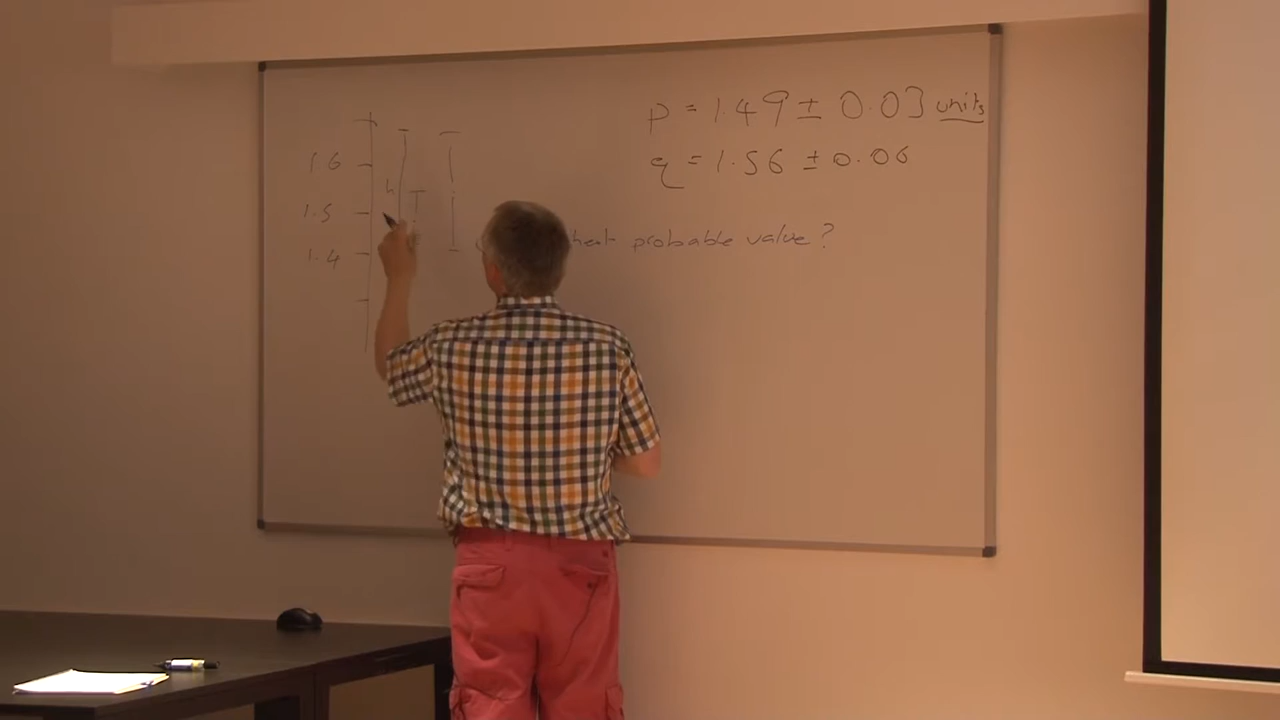 p = 1.49 ± 0.03 units
q = 1.56 ± 0.06
probable value ?
1.6
1.5
1.4